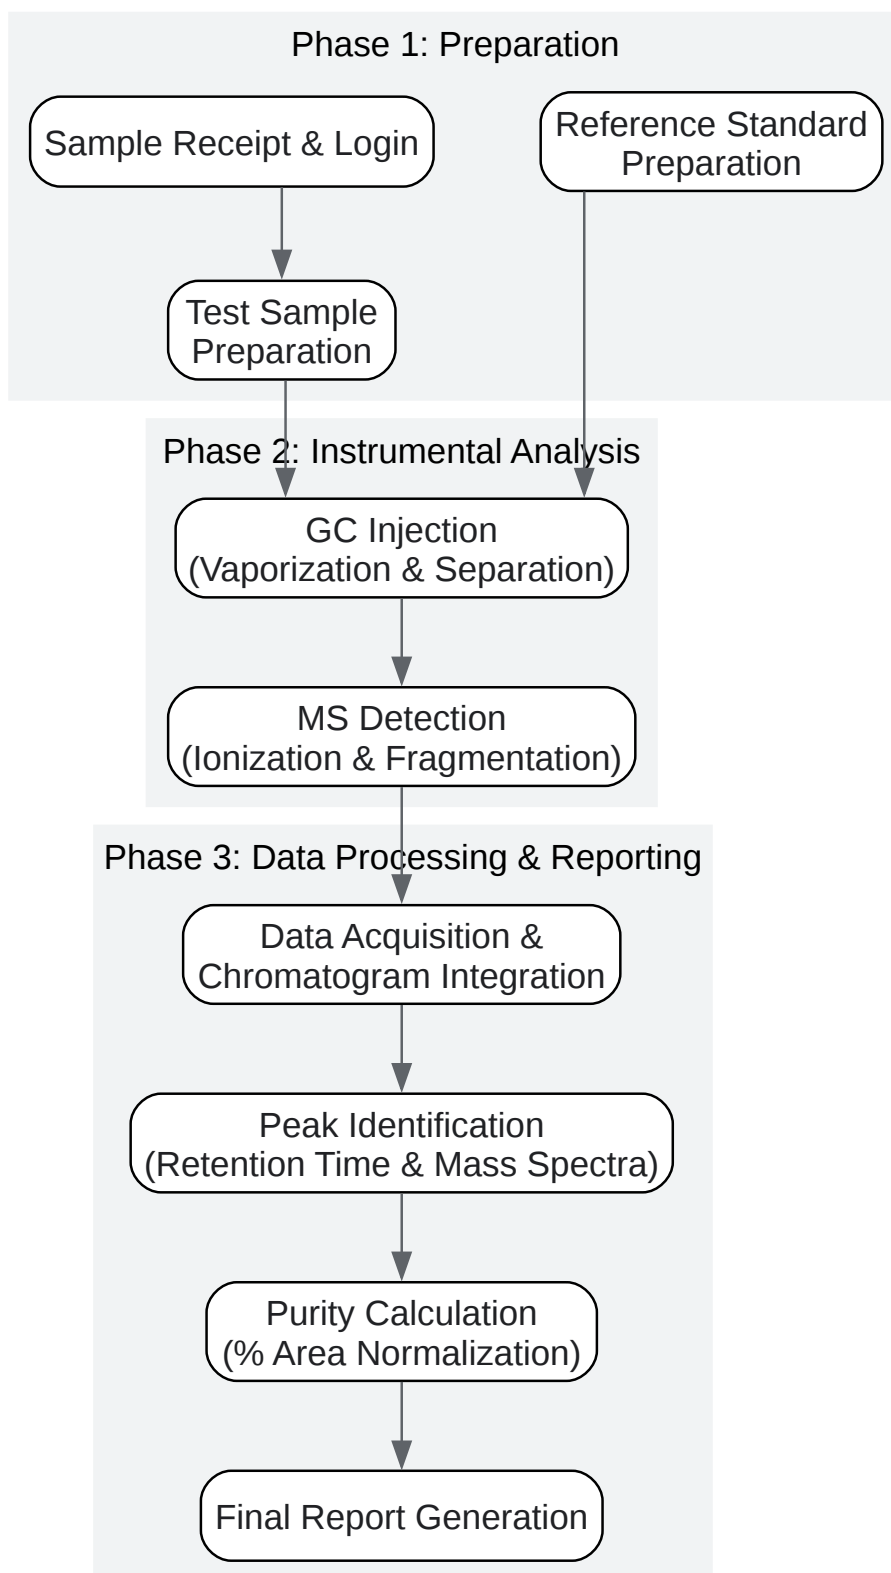 Phase 1: Preparation
Sample Receipt & Login
Reference Standard
Preparation
Test Sample
Preparation
Phase 2: Instrumental Analysis
GC Injection
(Vaporization & Separation)
MS Detection
(Ionization & Fragmentation)
Phase 3: Data Processing & Reporting
Data Acquisition &
Chromatogram Integration
Peak Identification
(Retention Time & Mass Spectra)
Purity Calculation
(% Area Normalization)
Final Report Generation